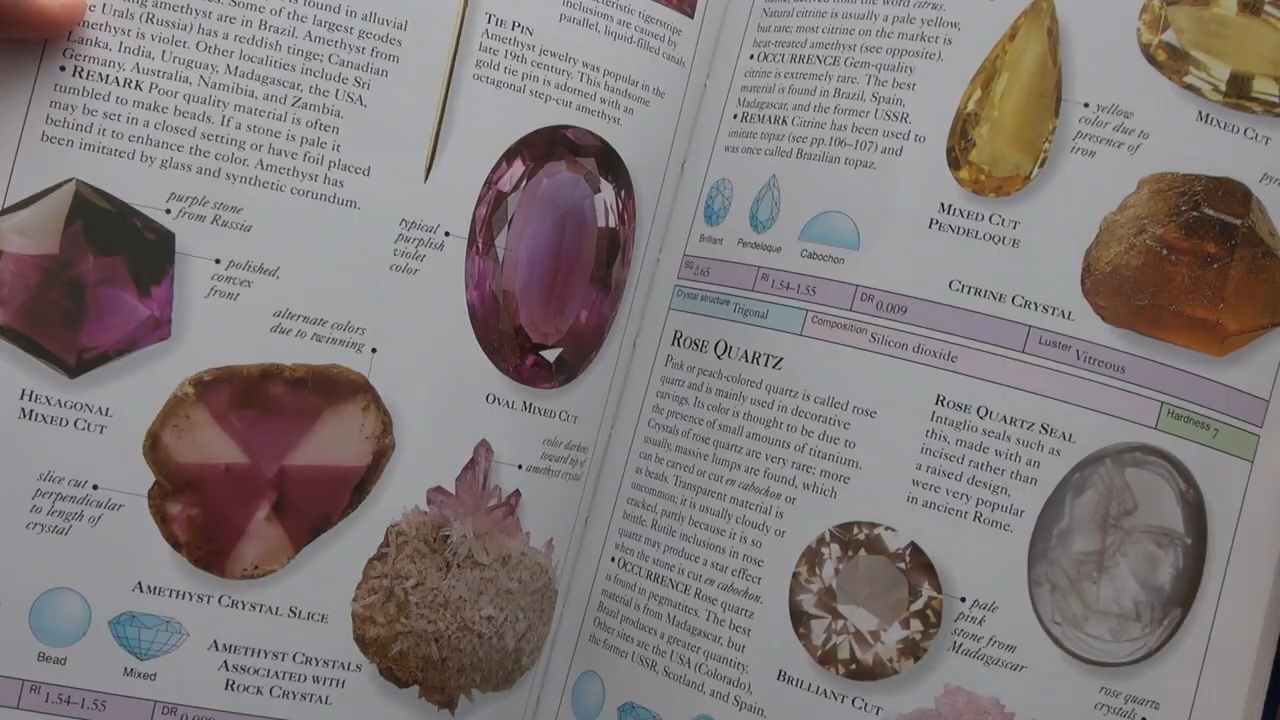 is found in alluvial
Some of the largest geodes
amethyst are in Brazil. Amethyst from
Urals (Russia) has a reddish tinge; Canadian
amethyst is violet. Other localities include Sri
Lanka, India, Uruguay, Madagascar, the USA,
Germany, Australia, Namibia, and Zambia.
• REMARK Poor quality material is often
tumbled to make beads. If a stone is pale it
may be set in a closed setting or have foil placed
behind it to enhance the color. Amethyst has
been imitated by glass and synthetic corundum.
purple stone
from Russia
polished,
convex
front
HEXAGONAL
MIXED CUT
alternate colors
due to twinning
slice cut
perpendicular
to length of
crystal
AMETHYST CRYSTAL SLICE
Bead
Mixed
AMETHYST CRYSTALS
ASSOCIATED WITH
ROCK CRYSTAL
RI 1.54–1.55
DR 0.009
tigerstripe
inclusions are caused by
parallel, liquid-filled canals
TIE PIN
Amethyst jewelry was popular in the
late 19th century. This handsome
gold tie pin is adorned with an
octagonal step-cut amethyst.
typical
purplish
violet
color
OVAL MIXED CUT
color darkens
toward tip of
amethyst crystal
from the word citrus.
Natural citrine is usually a pale yellow,
but rare; most citrine on the market is
heat-treated amethyst (see opposite).
• OCCURRENCE Gem-quality
citrine is extremely rare. The best
material is found in Brazil, Spain,
Madagascar, and the former USSR.
• REMARK Citrine has been used to
imitate topaz (see pp.106–107) and
was once called Brazilian topaz.
Brilliant
Pendeloque
Cabochon
yellow
color due to
presence of
iron
MIXED CUT
PENDELOQUE
MIXED CUT
CITRINE CRYSTAL
SG 2.65
RI 1.54–1.55
DR 0.009
Luster Vitreous
Crystal structure Trigonal
Composition Silicon dioxide
Hardness 7
ROSE QUARTZ
Pink or peach-colored quartz is called rose
quartz and is mainly used in decorative
carvings. Its color is thought to be due to
the presence of small amounts of titanium.
Crystals of rose quartz are very rare; more
usually, massive lumps are found, which
can be carved or cut en cabochon or
as beads. Transparent material is
uncommon; it is usually cloudy or
cracked, partly because it is so
brittle. Rutile inclusions in rose
quartz may produce a star effect
when the stone is cut en cabochon.
• OCCURRENCE Rose quartz
is found in pegmatites. The best
material is from Madagascar, but
Brazil produces a greater quantity.
Other sites are the USA (Colorado),
the former USSR, Scotland, and Spain.
ROSE QUARTZ SEAL
Intaglio seals such as
this, made with an
incised rather than
a raised design,
were very popular
in ancient Rome.
pale
pink
stone from
Madagascar
BRILLIANT CUT
rose quartz
crystals